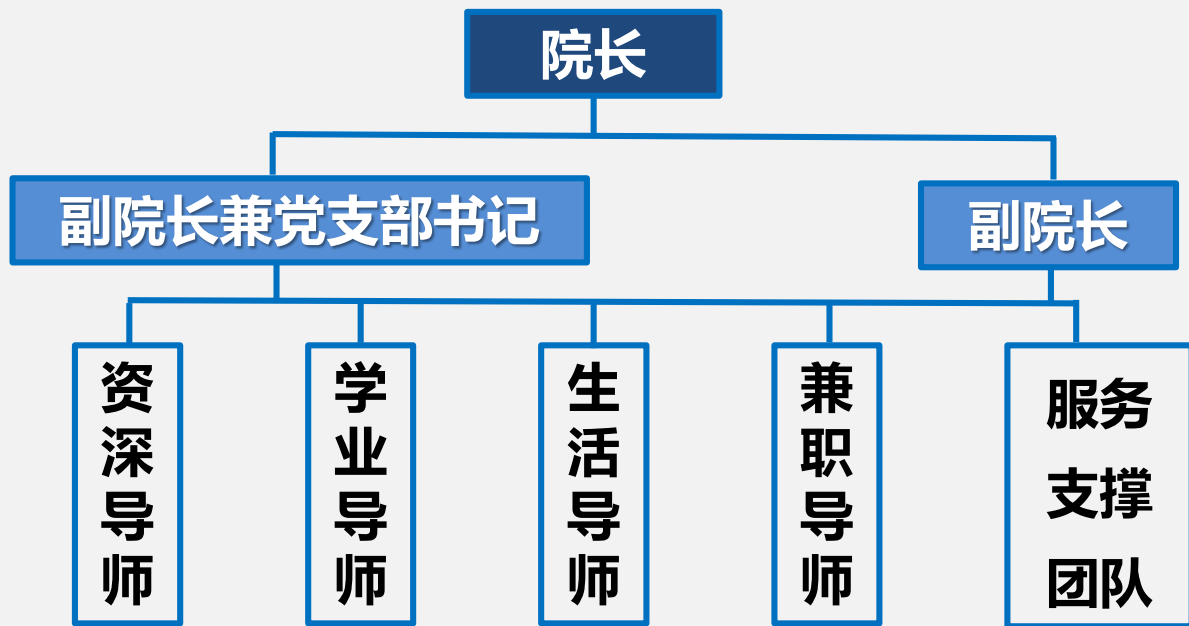 院长
副院长兼党支部书记
副院长
资深导师
学业导师
生活导师
兼职导师
服务
支撑
团队